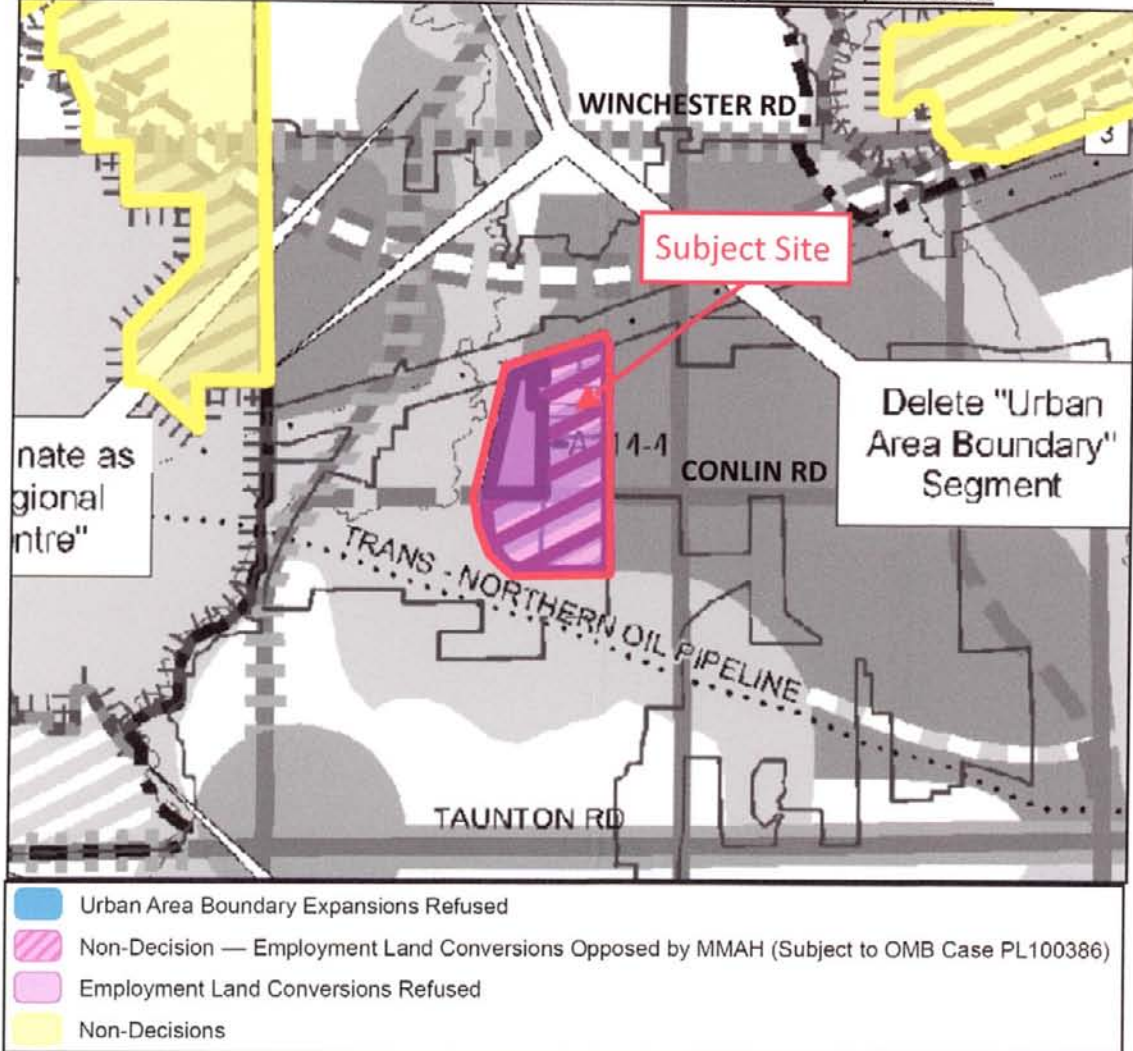 WINCHESTER RD
3
Subject Site
Delete "Urban
Area Boundary"
Segment
14-4
CONLIN RD
nate as
gional
ntre"
TRANS - NORTHERN OIL PIPELINE
TAUNTON RD
Urban Area Boundary Expansions Refused
Non-Decision — Employment Land Conversions Opposed by MMAH (Subject to OMB Case PL100386)
Employment Land Conversions Refused
Non-Decisions